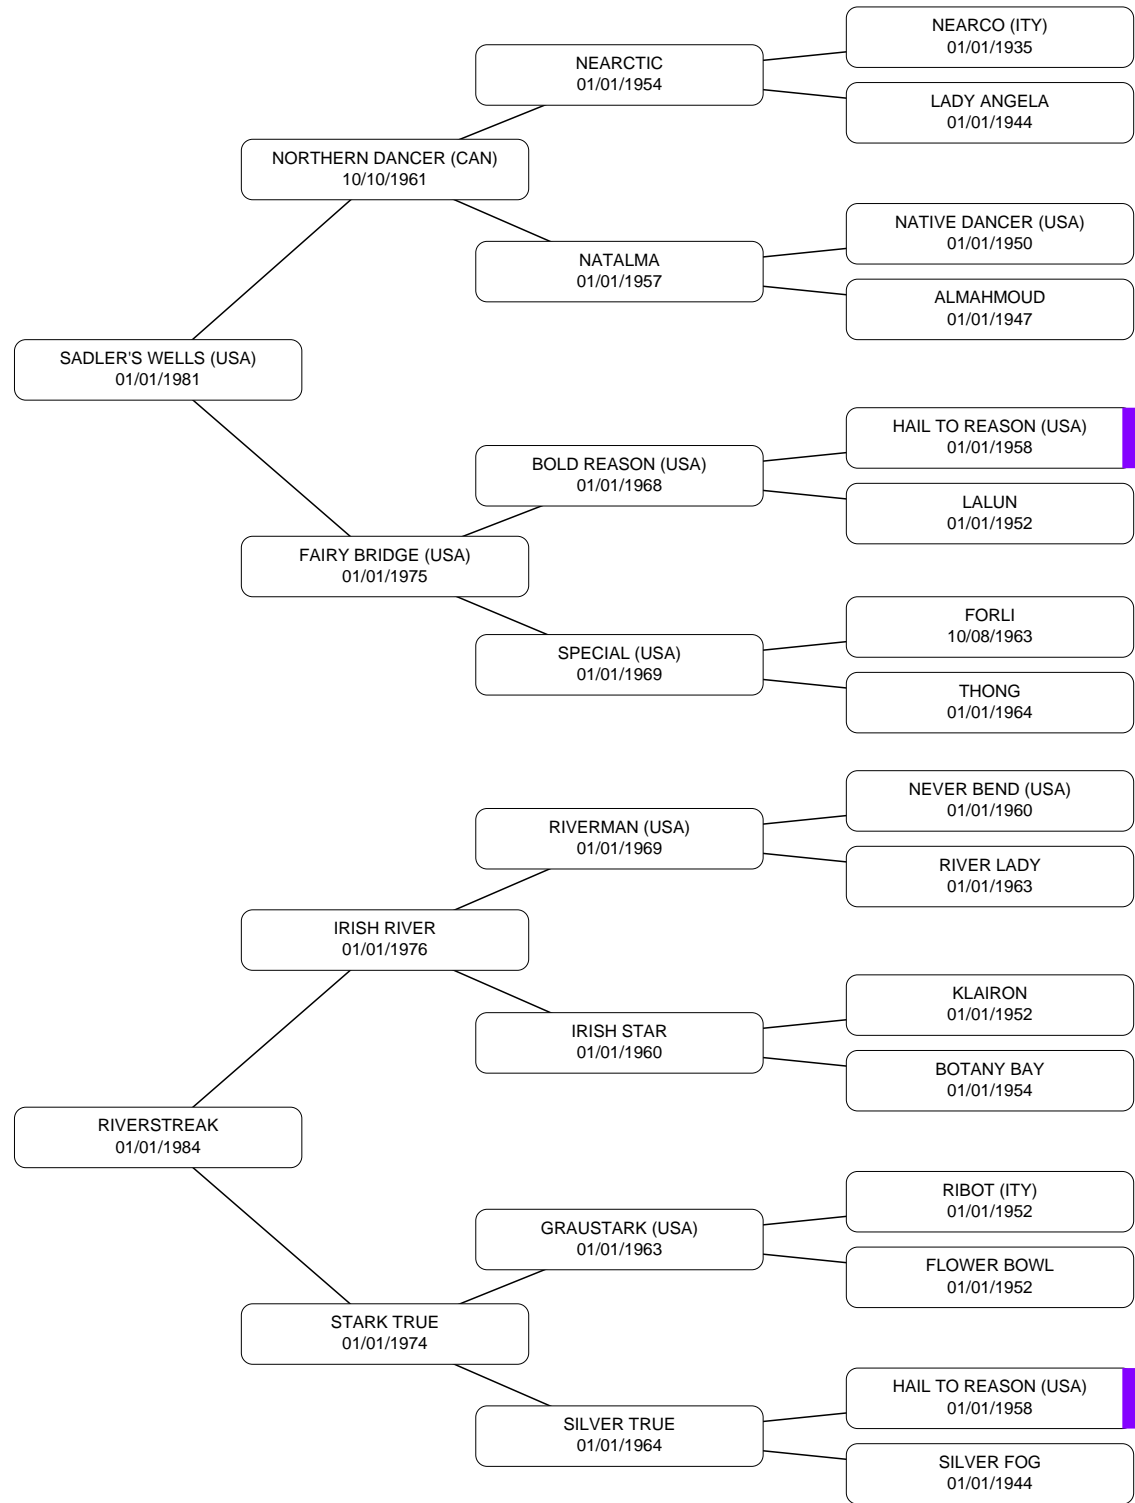 NEARCO (ITY)
01/01/1935
NEARCTIC
01/01/1954
LADY ANGELA
01/01/1944
NORTHERN DANCER (CAN)
10/10/1961
NATIVE DANCER (USA)
01/01/1950
NATALMA
01/01/1957
ALMAHMOUD
01/01/1947
SADLER'S WELLS (USA)
01/01/1981
HAIL TO REASON (USA)
01/01/1958
BOLD REASON (USA)
01/01/1968
LALUN
01/01/1952
FAIRY BRIDGE (USA)
01/01/1975
FORLI
10/08/1963
SPECIAL (USA)
01/01/1969
THONG
01/01/1964
NEVER BEND (USA)
01/01/1960
RIVERMAN (USA)
01/01/1969
RIVER LADY
01/01/1963
IRISH RIVER
01/01/1976
KLAIRON
01/01/1952
IRISH STAR
01/01/1960
BOTANY BAY
01/01/1954
RIVERSTREAK
01/01/1984
RIBOT (ITY)
01/01/1952
GRAUSTARK (USA)
01/01/1963
FLOWER BOWL
01/01/1952
STARK TRUE
01/01/1974
HAIL TO REASON (USA)
01/01/1958
SILVER TRUE
01/01/1964
SILVER FOG
01/01/1944